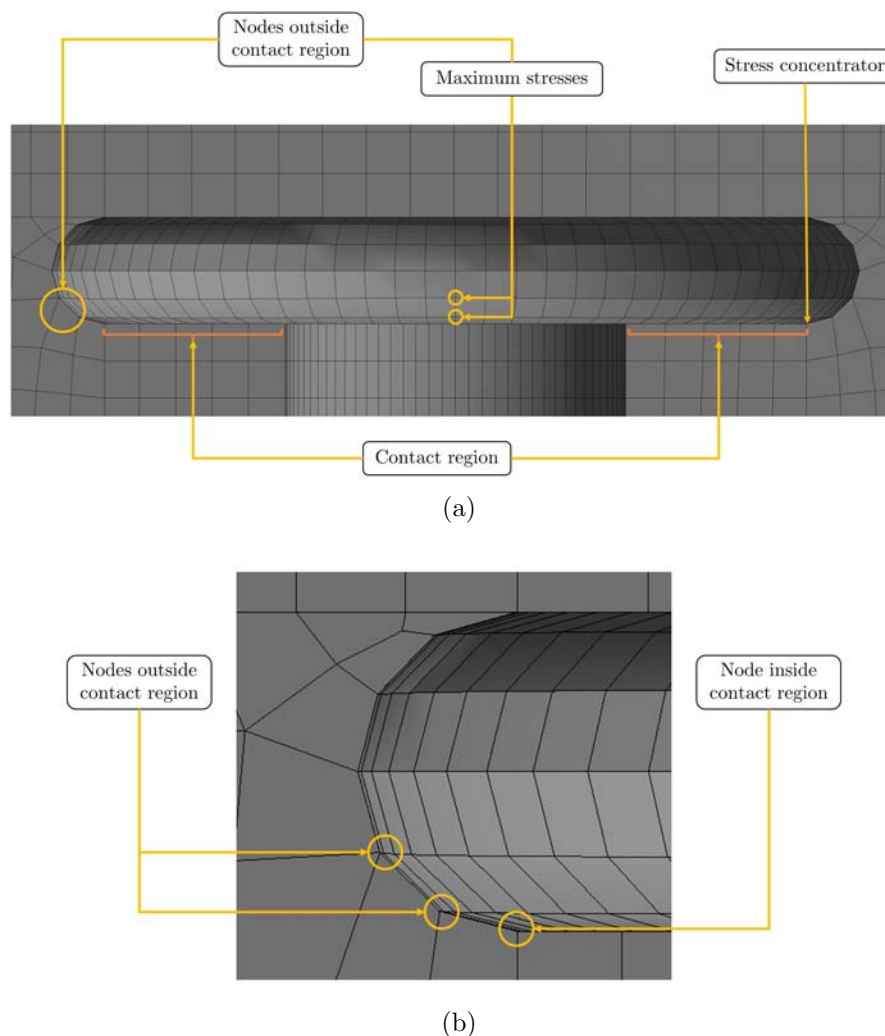 Nodes outside
contact region
Maximum stresses
Stress concentrator
Contact region
(a)
Nodes outside
contact region
Node inside
contact region
(b)